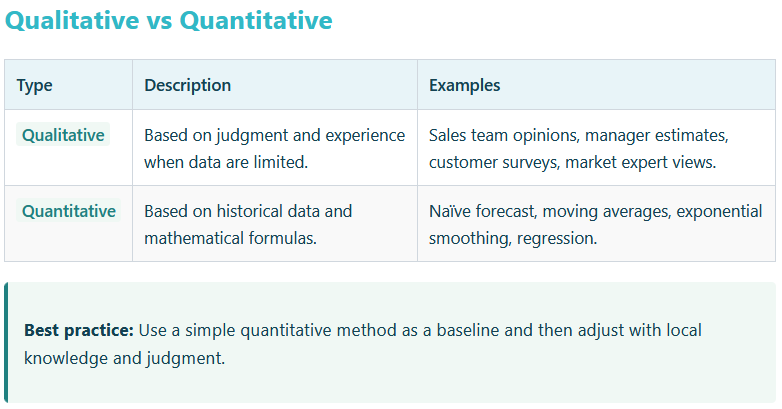 Qualitative vs Quantitative
Type
Description
Examples
Qualitative
Based on judgment and experience
when data are limited.
Sales team opinions, manager estimates,
customer surveys, market expert views.
Quantitative
Based on historical data and
mathematical formulas.
Naïve forecast, moving averages, exponential
smoothing, regression.
Best practice: Use a simple quantitative method as a baseline and then adjust with local
knowledge and judgment.